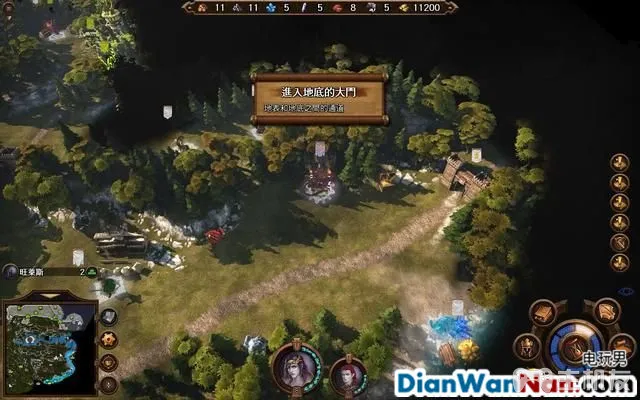 11 11 5 5 8 5 11200
進入地底的大門
地表和地底之間的通道
旺萊斯 2
电玩男
DianWanNan.com